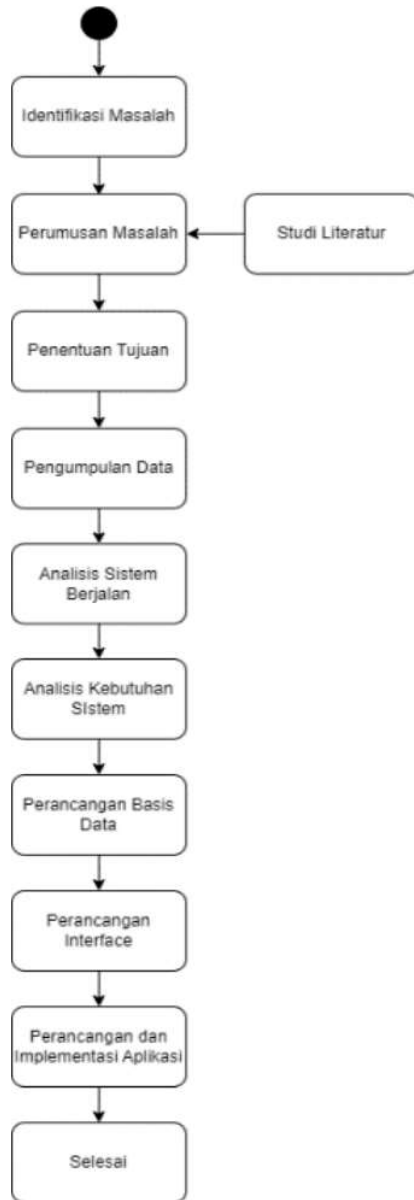 Identifikasi Masalah
Perumusan Masalah
Studi Literatur
Penentuan Tujuan
Pengumpulan Data
Analisis Sistem
Berjalan
Analisis Kebutuhan
SIstem
Perancangan Basis
Data
Perancangan
Interface
Perancangan dan
Implementasi Aplikasi
Selesai